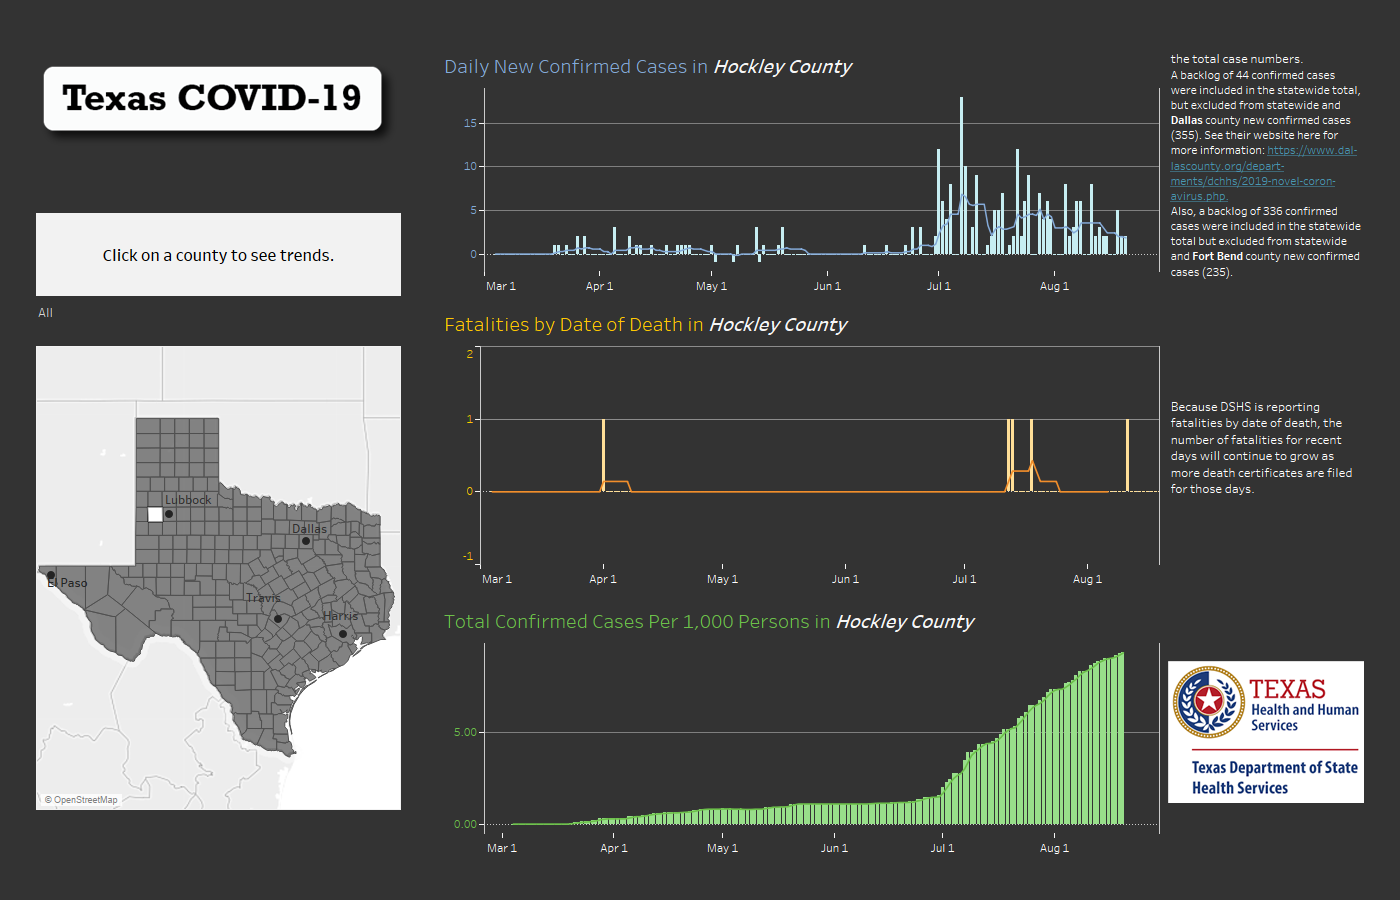 Texas COVID-19
Click on a county to see trends.
All
Lubbock
Dallas
El Paso
Travis
Harris
© OpenStreetMap
Daily New Confirmed Cases in Hockley County
15
10
5
0
Mar 1 Apr 1 May 1 Jun 1 Jul 1 Aug 1
Fatalities by Date of Death in Hockley County
2
1
0
-1
Mar 1 Apr 1 May 1 Jun 1 Jul 1 Aug 1
Total Confirmed Cases Per 1,000 Persons in Hockley County
5.00
0.00
Mar 1 Apr 1 May 1 Jun 1 Jul 1 Aug 1
the total case numbers.
A backlog of 44 confirmed cases
were included in the statewide total,
but excluded from statewide and
Dallas county new confirmed cases
(355). See their website here for
more information: https://www.dal-
lascounty.org/depart-
ments/dchhs/2019-novel-coron-
avirus.php.
Also, a backlog of 336 confirmed
cases were included in the statewide
total but excluded from statewide
and Fort Bend county new confirmed
cases (235).
Because DSHS is reporting
fatalities by date of death, the
number of fatalities for recent
days will continue to grow as
more death certificates are filed
for those days.
TEXAS
Health and Human
Services
Texas Department of State
Health Services